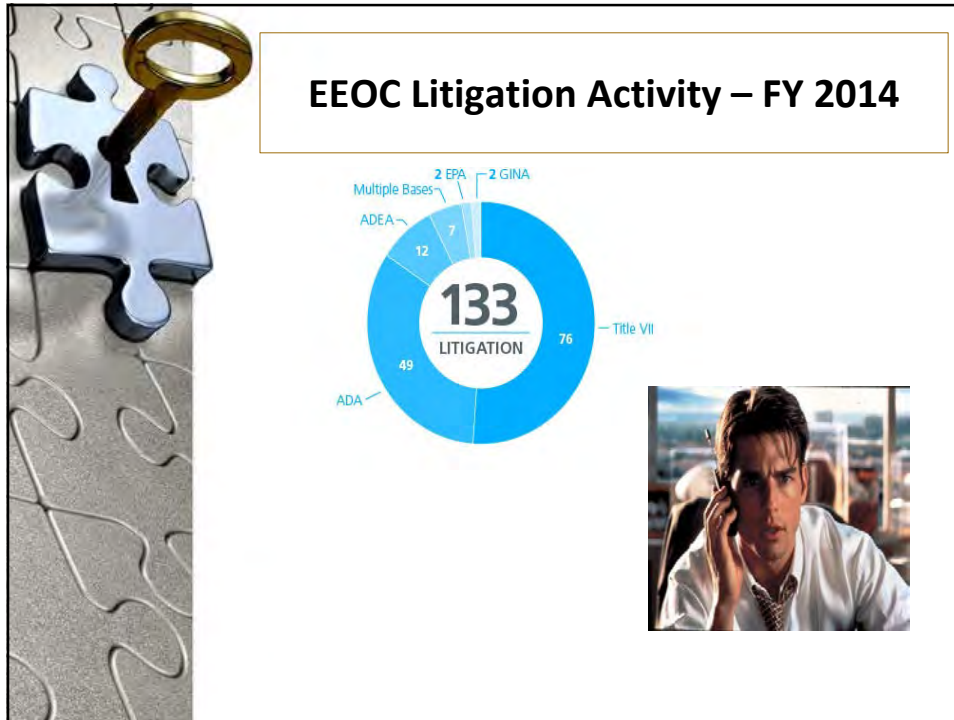 EEOC Litigation Activity – FY 2014
2 EPA
2 GINA
Multiple Bases
7
ADEA
12
133
LITIGATION
76
Title VII
49
ADA